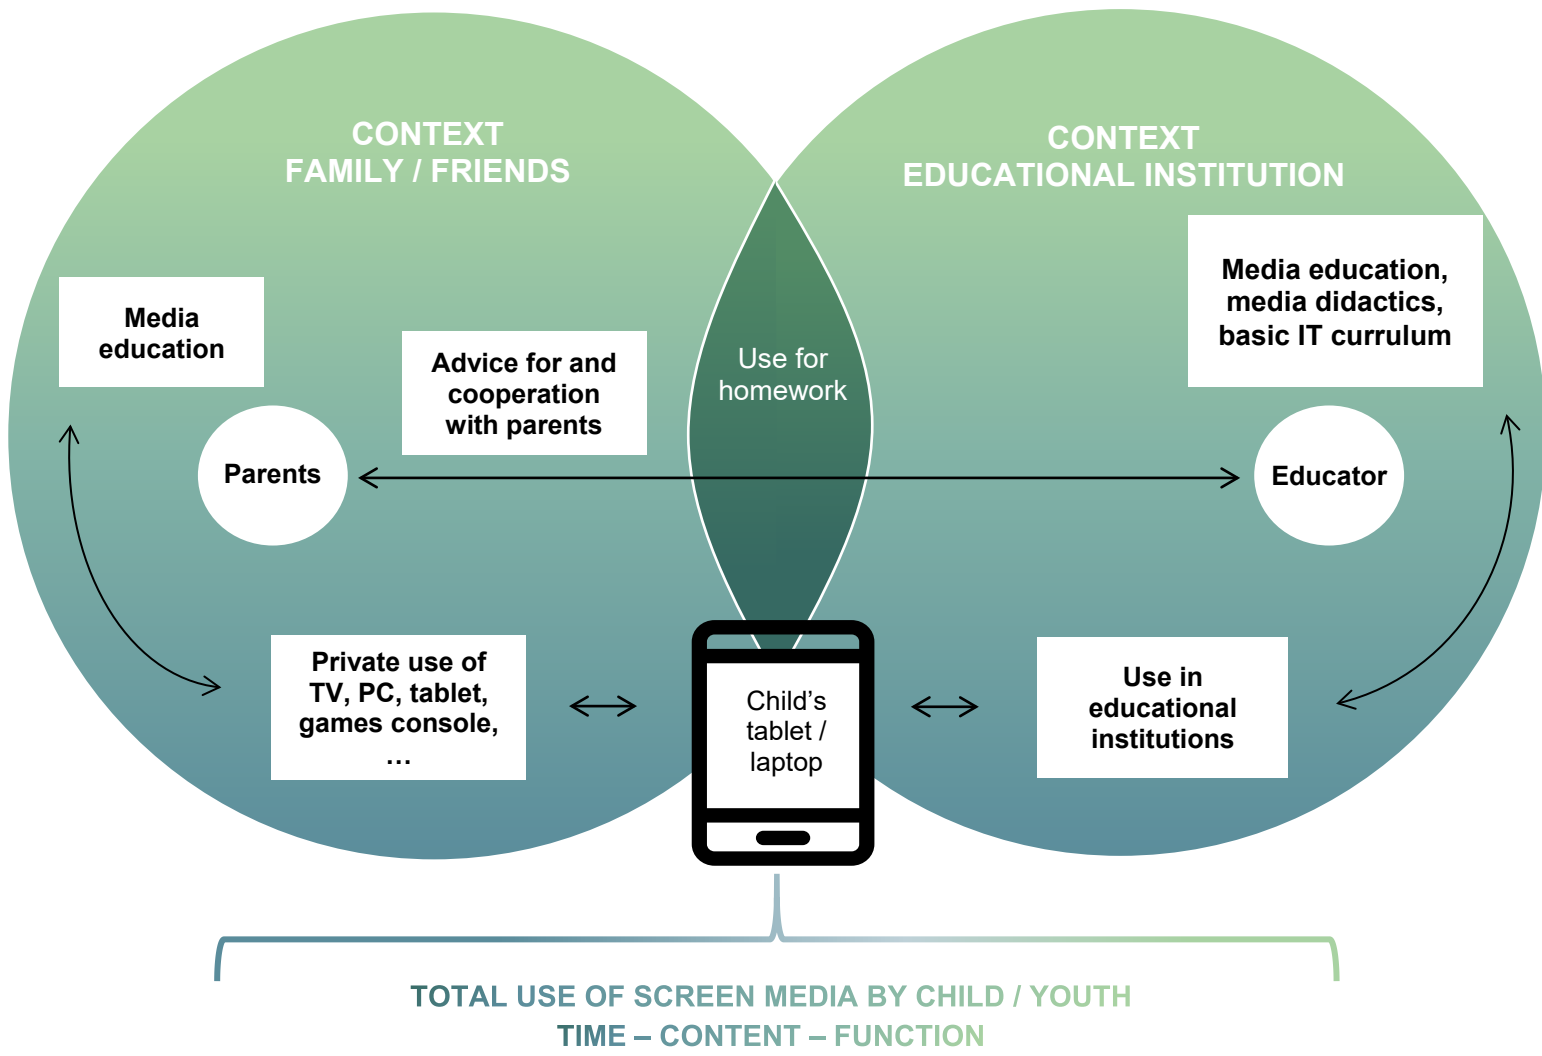 CONTEXT
FAMILY / FRIENDS
CONTEXT
EDUCATIONAL INSTITUTION
Media
education
Advice for and
cooperation
with parents
Use for
homework
Media education,
media didactics,
basic IT currulum
Parents
Educator
Private use of
TV, PC, tablet,
games console,
…
Child’s
tablet /
laptop
Use in
educational
institutions
TOTAL USE OF SCREEN MEDIA BY CHILD / YOUTH
TIME – CONTENT – FUNCTION